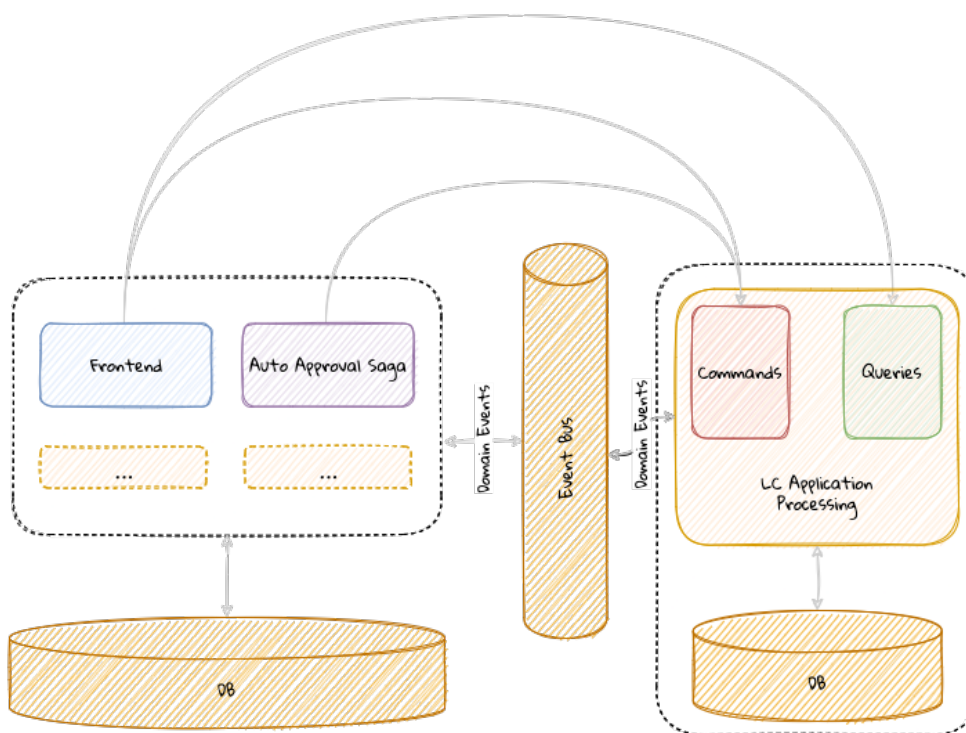 Frontend
Auto Approval Saga
...
...
Domain Events
Event Bus
Domain Events
Commands
Queries
LC Application
Processing
DB
DB